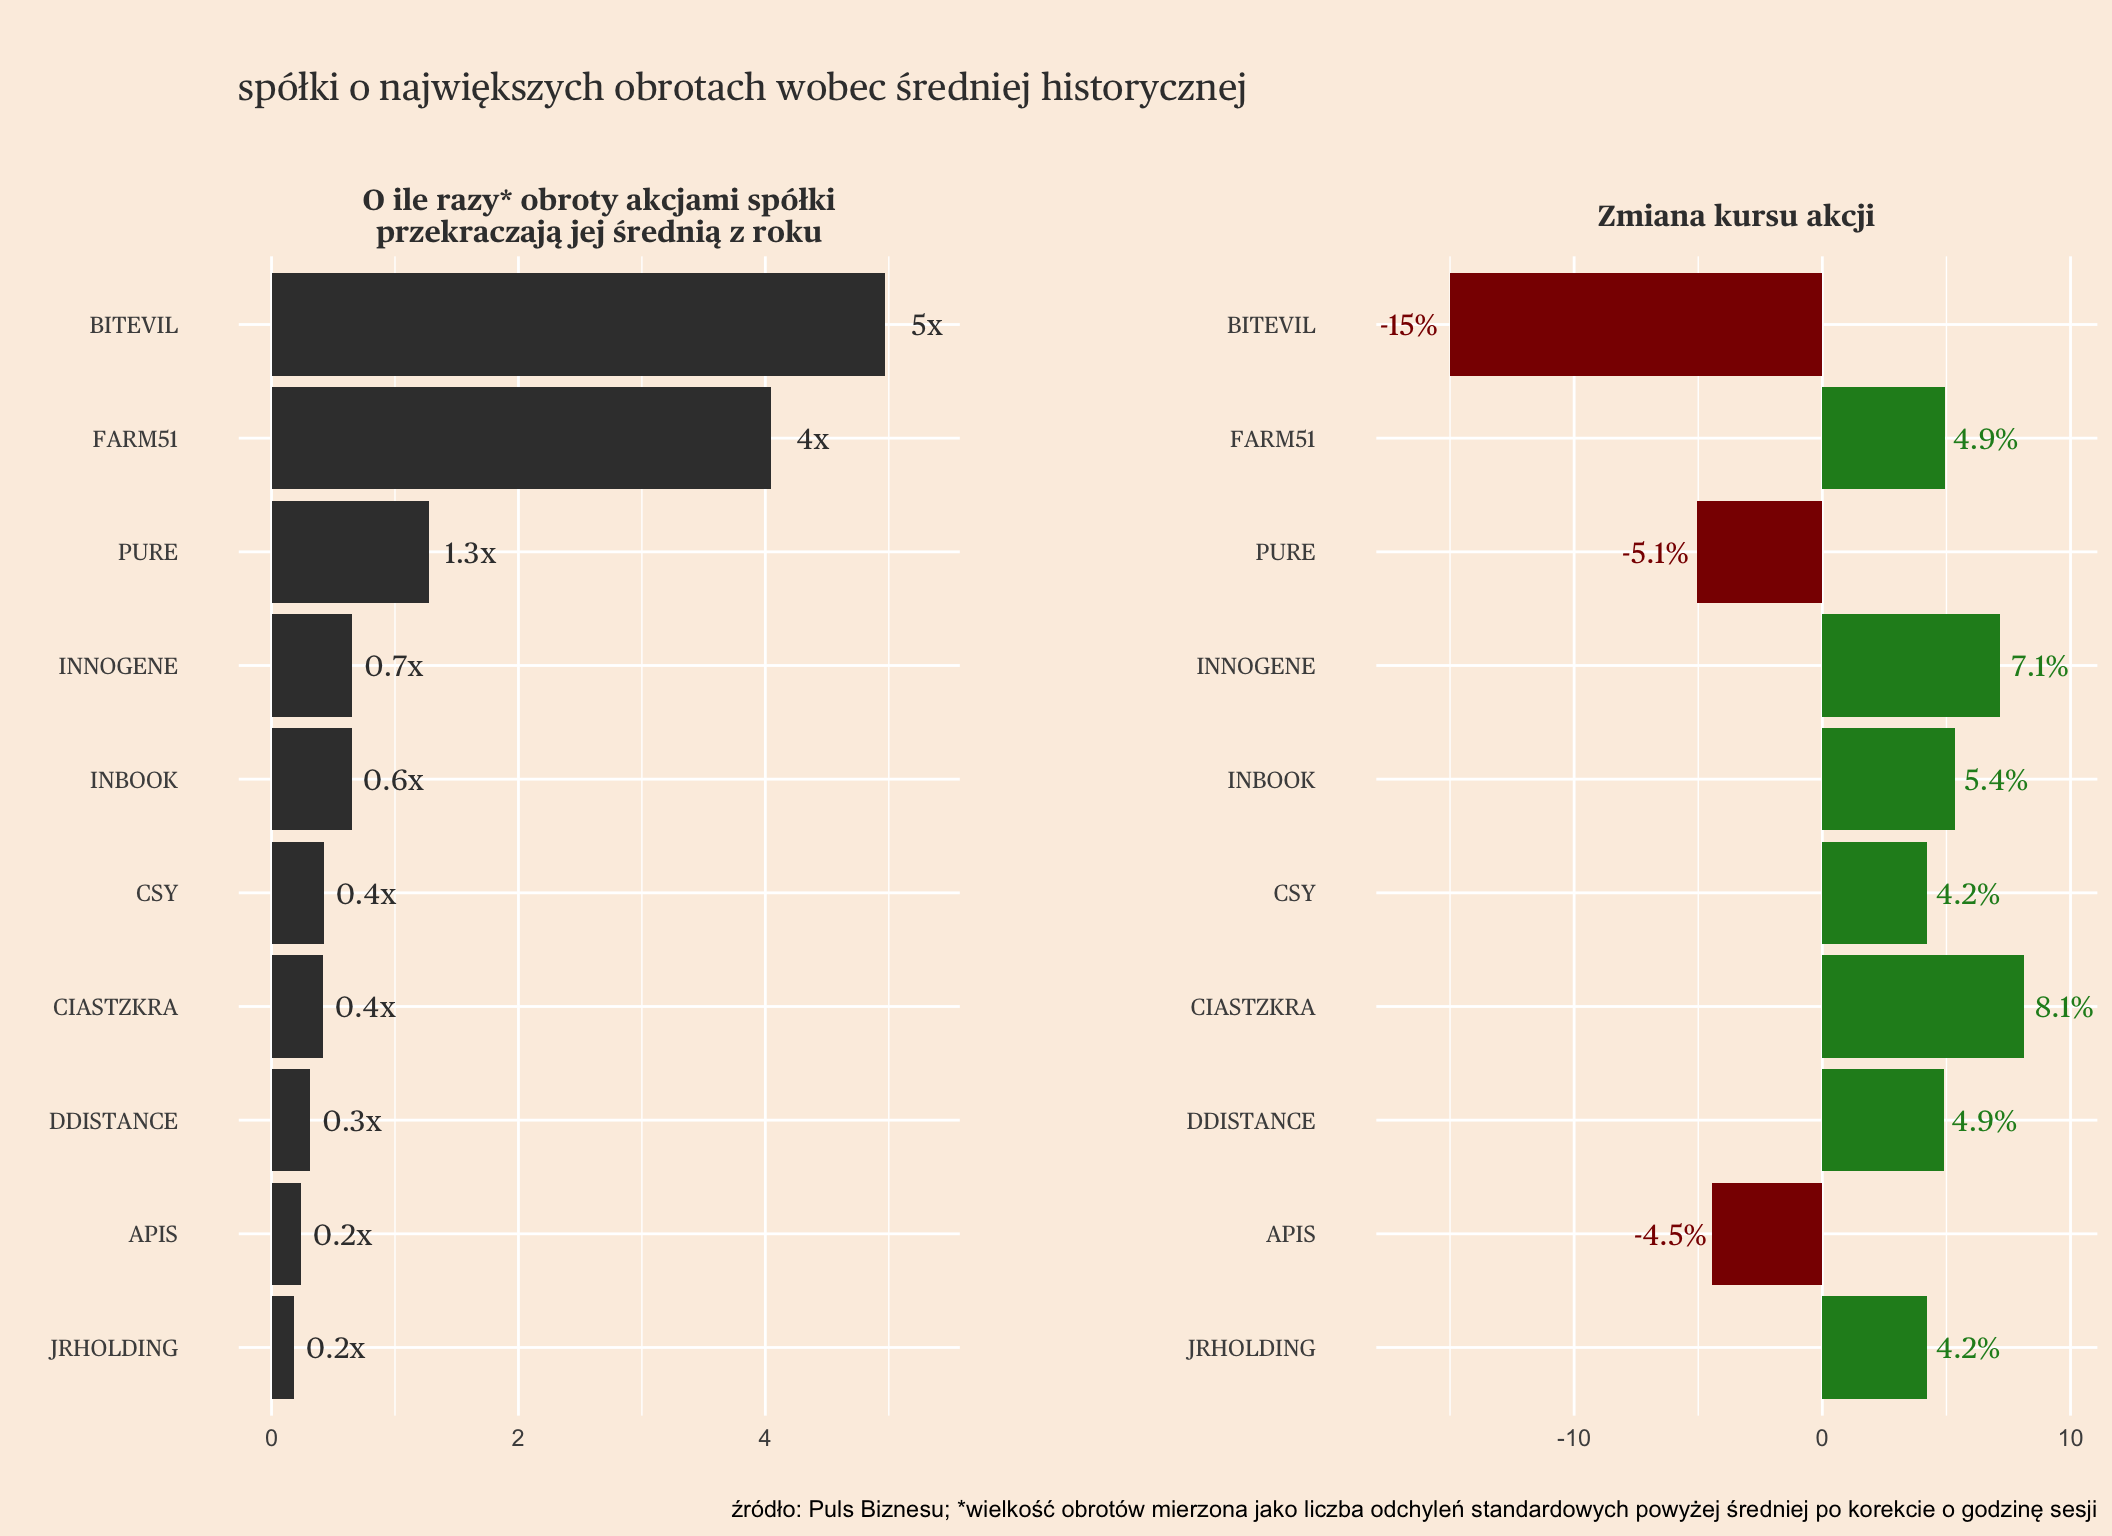 spółki o największych obrotach wobec średniej historycznej
O ile razy* obroty akcjami spółki
przekraczają jej średnią z roku
BITEVIL 5x
FARM51 4x
PURE 1.3x
INNOGENE 0.7x
INBOOK 0.6x
CSY 0.4x
CIASTZKRA 0.4x
DDISTANCE 0.3x
APIS 0.2x
JRHOLDING 0.2x
0 2 4
Zmiana kursu akcji
BITEVIL -15%
FARM51 4.9%
PURE -5.1%
INNOGENE 7.1%
INBOOK 5.4%
CSY 4.2%
CIASTZKRA 8.1%
DDISTANCE 4.9%
APIS -4.5%
JRHOLDING 4.2%
-10 0 10
źródło: Puls Biznesu; *wielkość obrotów mierzona jako liczba odchyleń standardowych powyżej średniej po korekcie o godzinę sesji